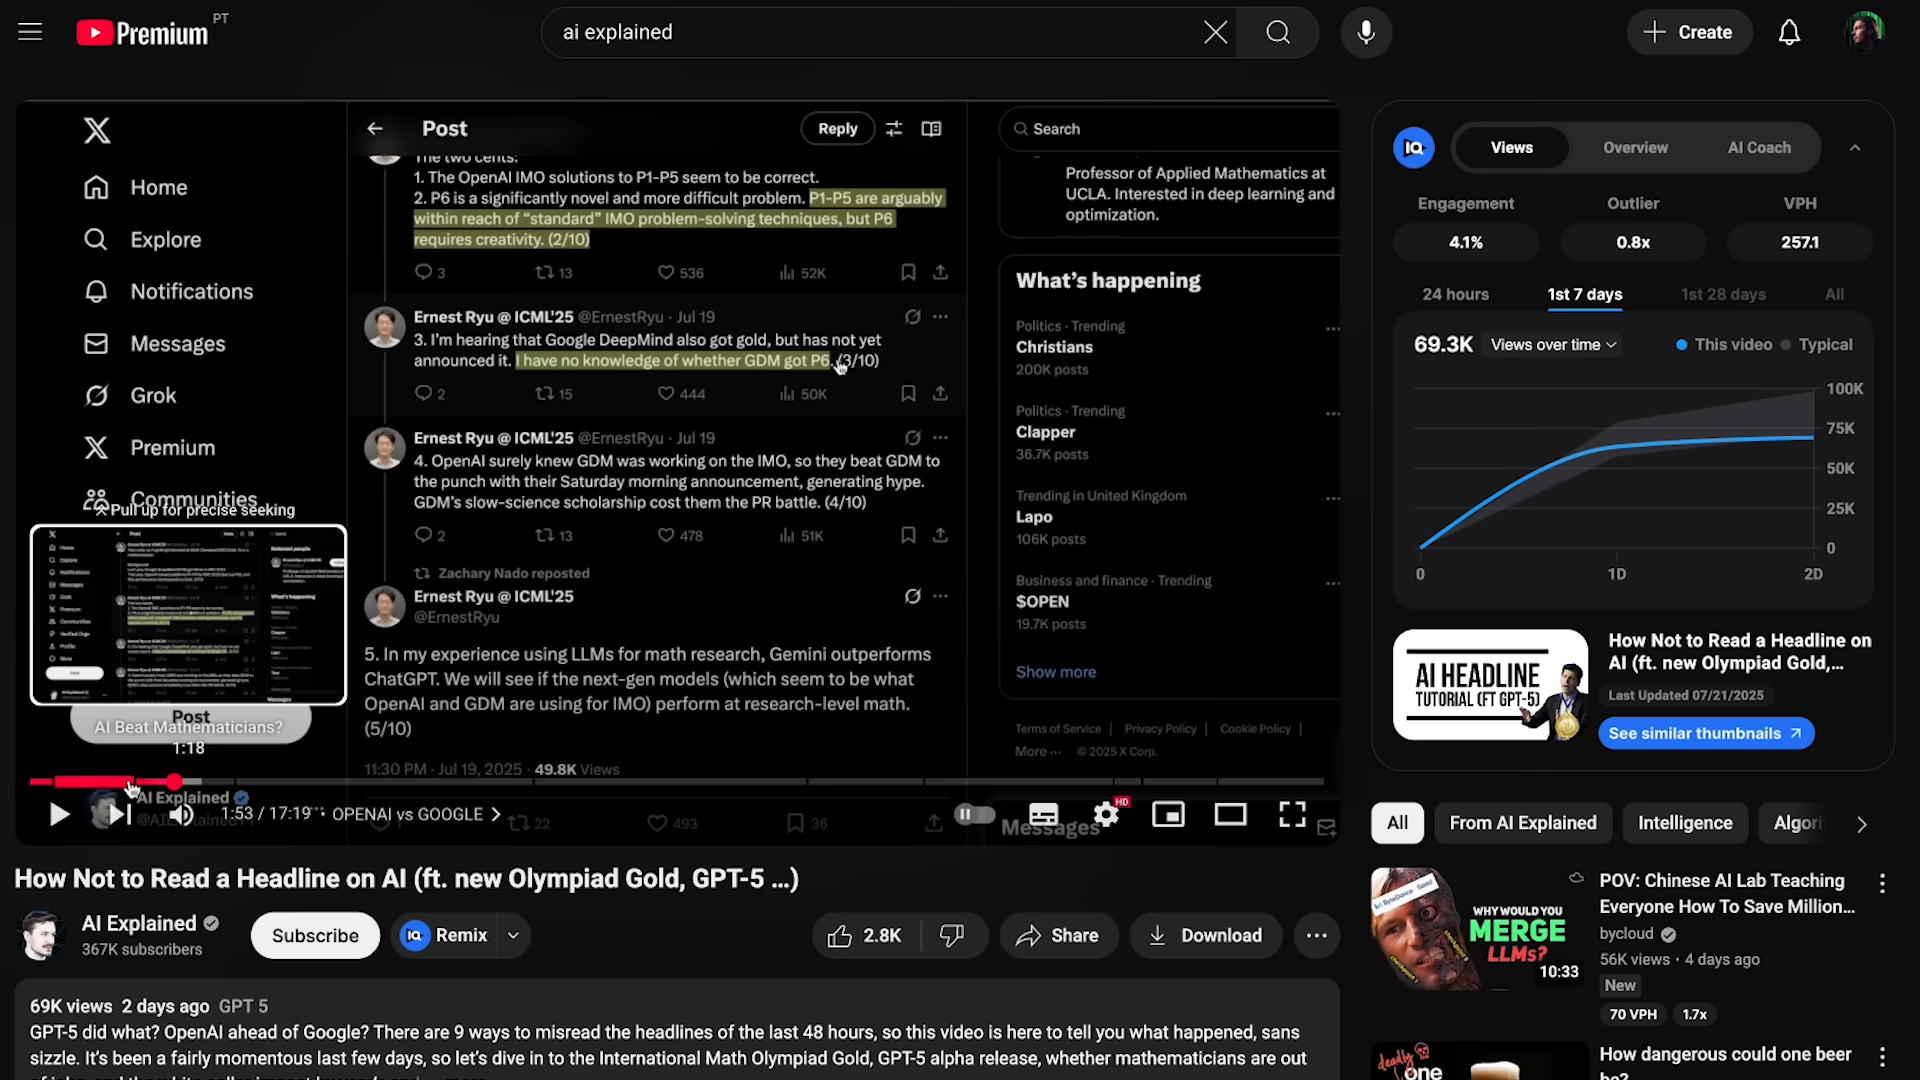 Premium
PT
ai explained
Create
Home
Explore
Notifications
Messages
Grok
Premium
Communities
Post
Reply
The two cents:
1. The OpenAI IMO solutions to P1-P5 seem to be correct.
2. P6 is a significantly novel and more difficult problem. P1-P5 are arguably
within reach of “standard” IMO problem-solving techniques, but P6
requires creativity. (2/10)
3
13
536
52K
Ernest Ryu @ ICML'25 @ErnestRyu · Jul 19
3. I’m hearing that Google DeepMind also got gold, but has not yet
announced it. I have no knowledge of whether GDM got P6. (3/10)
2
15
444
50K
Ernest Ryu @ ICML'25 @ErnestRyu · Jul 19
4. OpenAI surely knew GDM was working on the IMO, so they beat GDM to
the punch with their Saturday morning announcement, generating hype.
GDM’s slow-science scholarship cost them the PR battle. (4/10)
2
13
478
51K
Zachary Nado reposted
Ernest Ryu @ ICML'25
@ErnestRyu
5. In my experience using LLMs for math research, Gemini outperforms
ChatGPT. We will see if the next-gen models (which seem to be what
OpenAI and GDM are using for IMO) perform at research-level math.
(5/10)
11:30 PM · Jul 19, 2025 · 49.8K Views
22
493
36
Search
Professor of Applied Mathematics at
UCLA. Interested in deep learning and
optimization.
What’s happening
Politics · Trending
Christians
200K posts
Politics · Trending
Clapper
36.7K posts
Trending in United Kingdom
Lapo
106K posts
Business and finance · Trending
$OPEN
19.7K posts
Show more
Terms of Service | Privacy Policy | Cookie Policy |
More ··· © 2025 X Corp.
Messages
Pull up for precise seeking
Post
AI Beat Mathematicians?
1:18
AI Explained
1:53 / 17:19 · OPENAI vs GOOGLE
HD
How Not to Read a Headline on AI (ft. new Olympiad Gold, GPT-5 ...)
AI Explained
367K subscribers
Subscribe
IQ
Remix
2.8K
Share
Download
69K views 2 days ago GPT 5
GPT-5 did what? OpenAI ahead of Google? There are 9 ways to misread the headlines of the last 48 hours, so this video is here to tell you what happened, sans
sizzle. It’s been a fairly momentous last few days, so let’s dive in to the International Math Olympiad Gold, GPT-5 alpha release, whether mathematicians are out
IQ
Views
Overview
AI Coach
Engagement
Outlier
VPH
4.1%
0.8x
257.1
24 hours
1st 7 days
1st 28 days
All
69.3K
Views over time
This video
Typical
100K
75K
50K
25K
0
0
1D
2D
AI HEADLINE
TUTORIAL (FT GPT-5)
How Not to Read a Headline on
AI (ft. new Olympiad Gold,...
Last Updated 07/21/2025
See similar thumbnails
All
From AI Explained
Intelligence
Algori
ByteDance | Seed
WHY WOULD YOU
MERGE
LLMs?
10:33
POV: Chinese AI Lab Teaching
Everyone How To Save Million...
bycloud
56K views · 4 days ago
New
70 VPH
1.7x
deadly
one
How dangerous could one beer